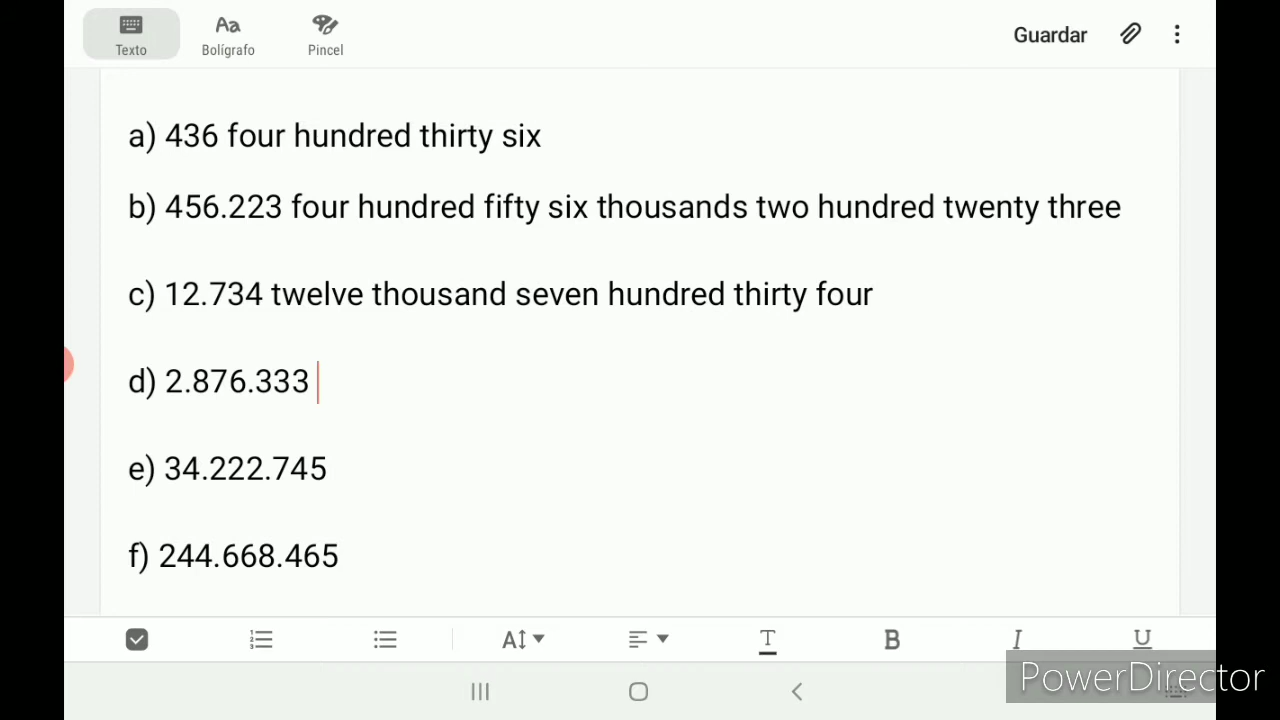 Texto Bolígrafo Pincel Guardar
a) 436 four hundred thirty six
b) 456.223 four hundred fifty six thousands two hundred twenty three
c) 12.734 twelve thousand seven hundred thirty four
d) 2.876.333
e) 34.222.745
f) 244.668.465
PowerDirector